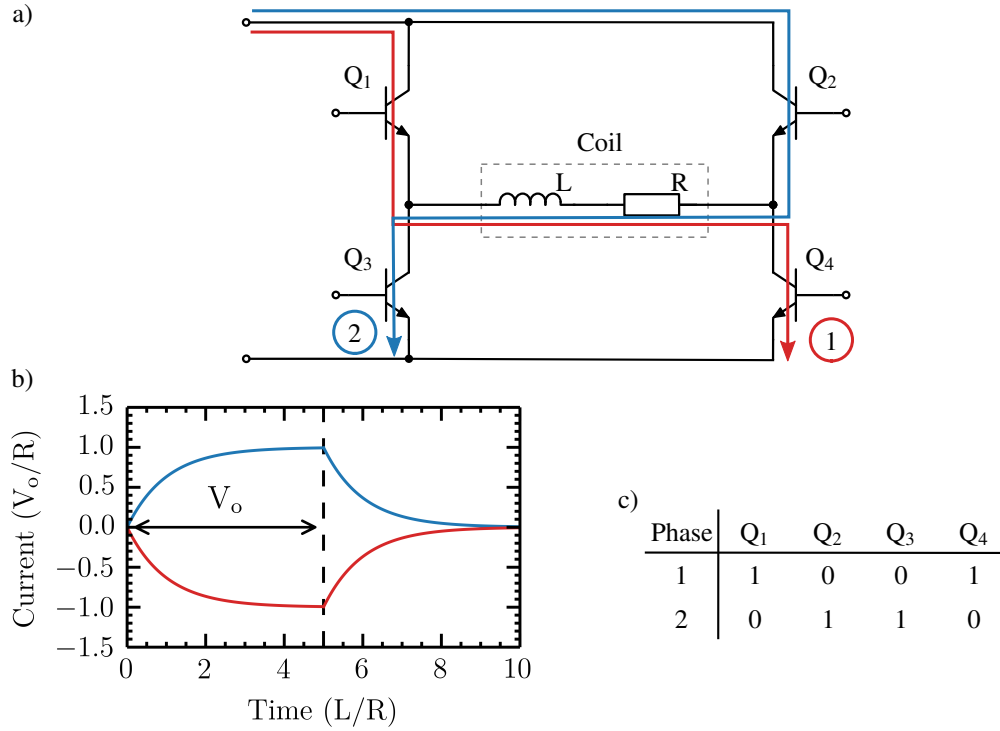 a)
Q₁
Q₂
Coil
L
R
Q₃
Q₄
2
1
b)
1.5
1.0
0.5
0.0
−0.5
−1.0
−1.5
Current (Vₒ/R)
Vₒ
0
2
4
6
8
10
Time (L/R)
c)
Phase Q₁ Q₂ Q₃ Q₄
1 1 0 0 1
2 0 1 1 0